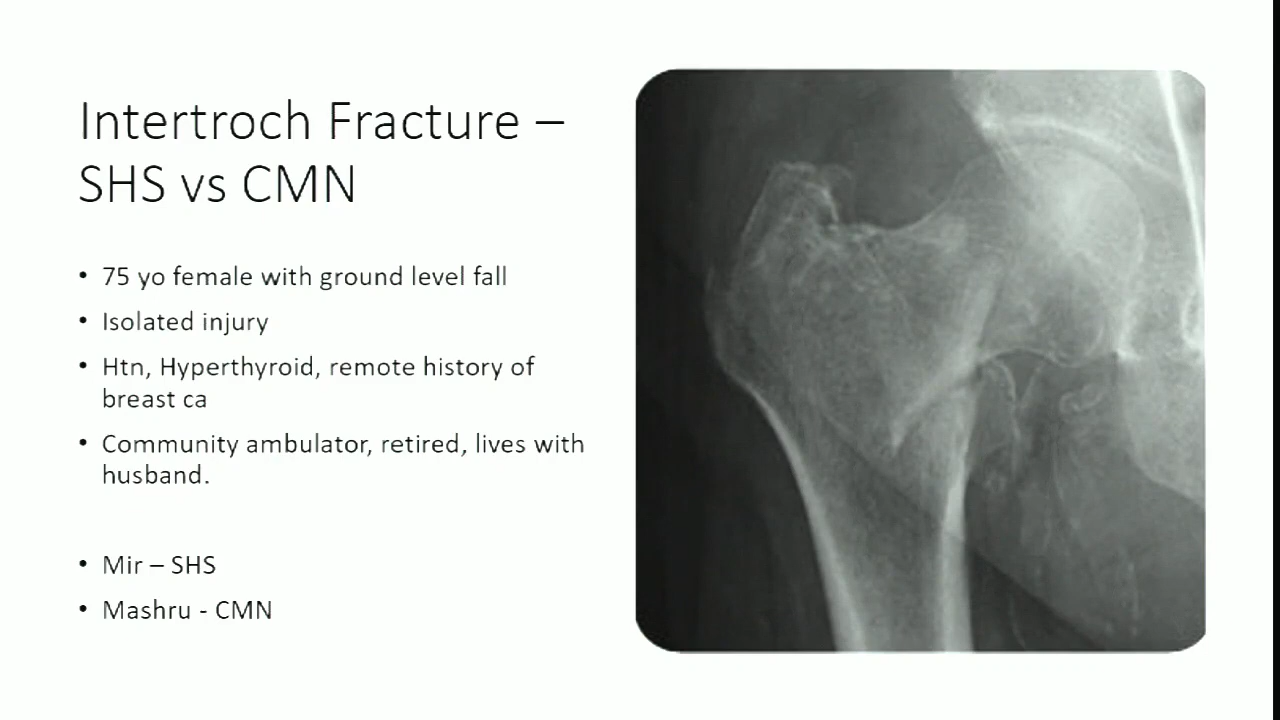 Intertroch Fracture –
SHS vs CMN
• 75 yo female with ground level fall
• Isolated injury
• Htn, Hyperthyroid, remote history of
breast ca
• Community ambulator, retired, lives with
husband.
• Mir – SHS
• Mashru - CMN